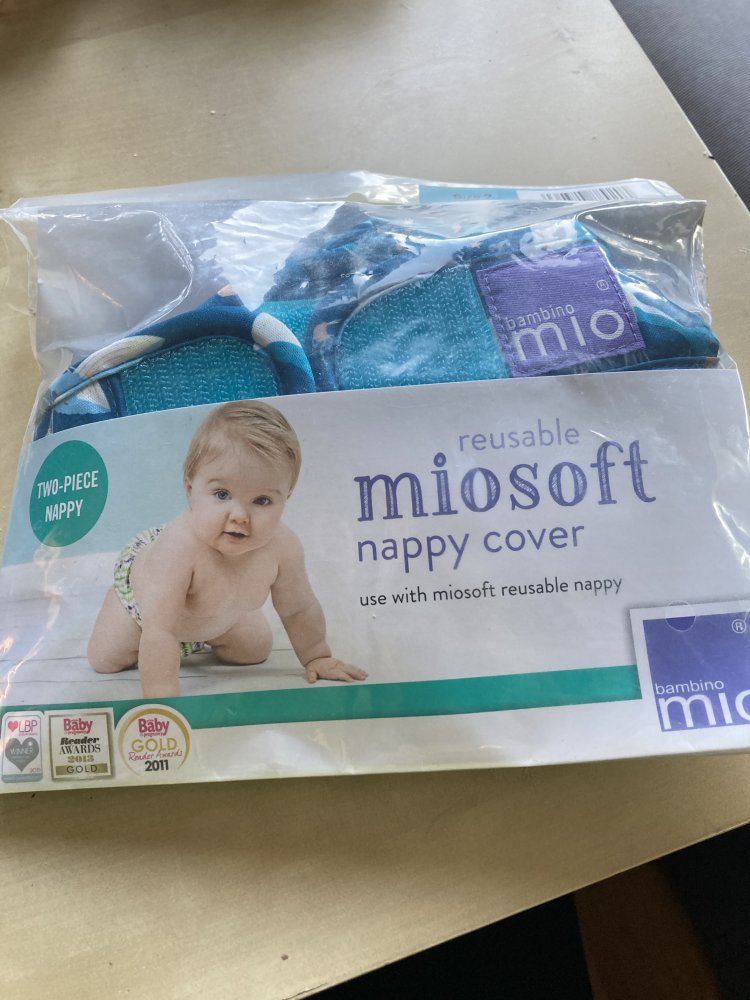 bambino
mio
®
TWO-PIECE
NAPPY
reusable
miosoft
nappy cover
use with miosoft reusable nappy
®
bambino
mio
LBP
WINNER
Baby
Reader
AWARDS
2013
GOLD
Baby
GOLD
Reader Awards
2011